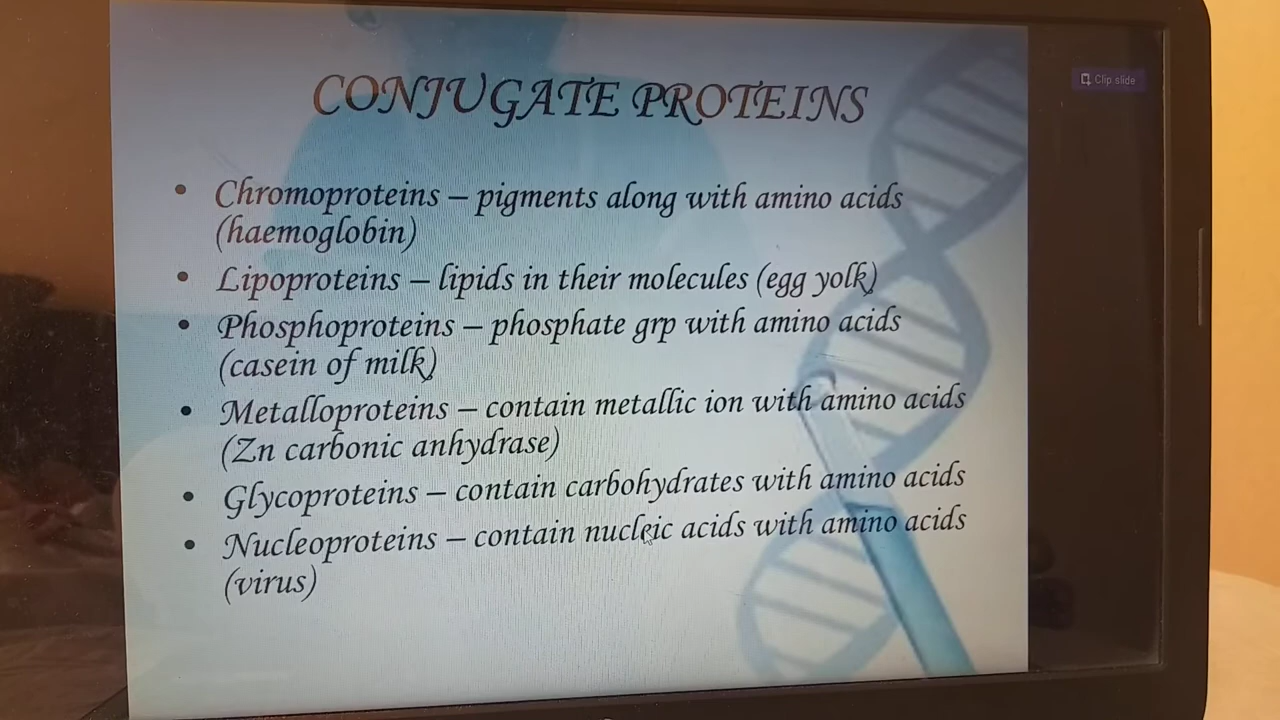 CONJUGATE PROTEINS
Clip slide
• Chromoproteins – pigments along with amino acids
(haemoglobin)
• Lipoproteins – lipids in their molecules (egg yolk)
• Phosphoproteins – phosphate grp with amino acids
(casein of milk)
• Metalloproteins – contain metallic ion with amino acids
(Zn carbonic anhydrase)
• Glycoproteins – contain carbohydrates with amino acids
• Nucleoproteins – contain nucleic acids with amino acids
(virus)